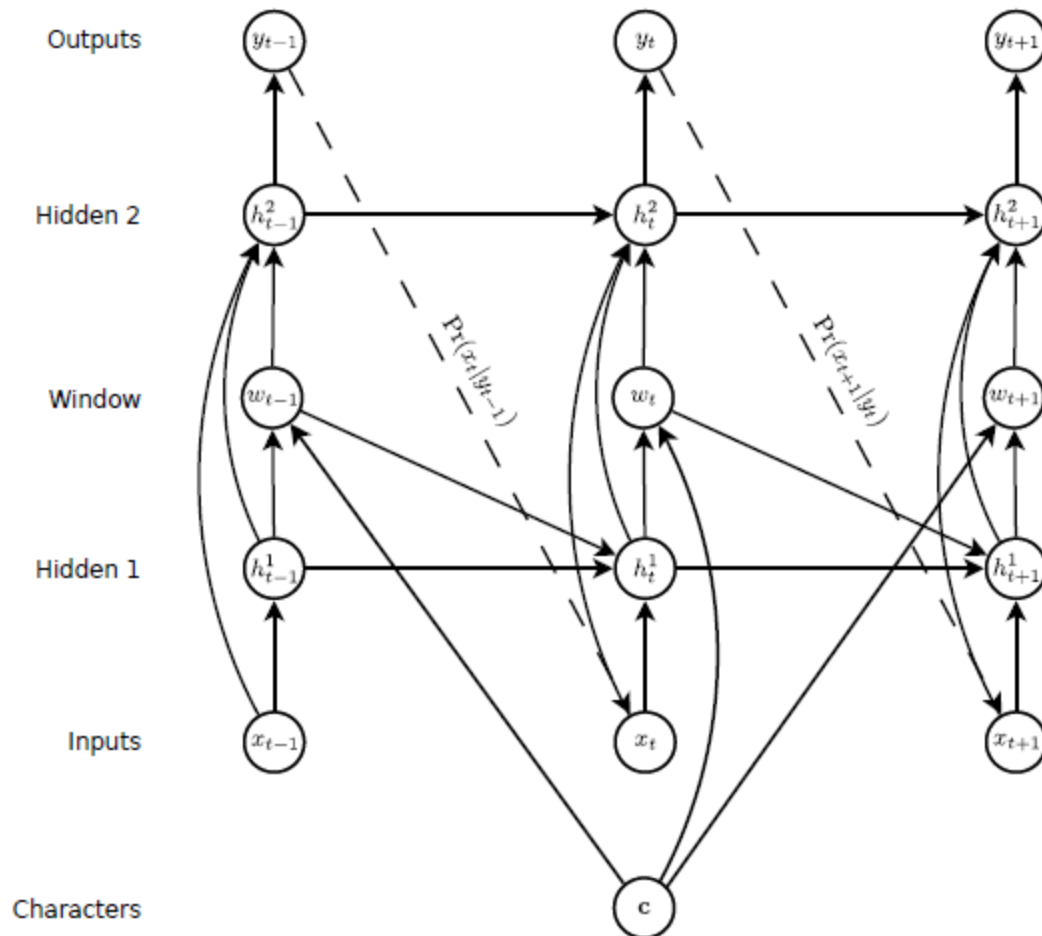 Outputs y_{t−1} y_t y_{t+1}
Hidden 2 h^2_{t−1} h^2_t h^2_{t+1}
Pr(x_t|y_{t−1}) Pr(x_{t+1}|y_t)
Window w_{t−1} w_t w_{t+1}
Hidden 1 h^1_{t−1} h^1_t h^1_{t+1}
Inputs x_{t−1} x_t x_{t+1}
Characters c